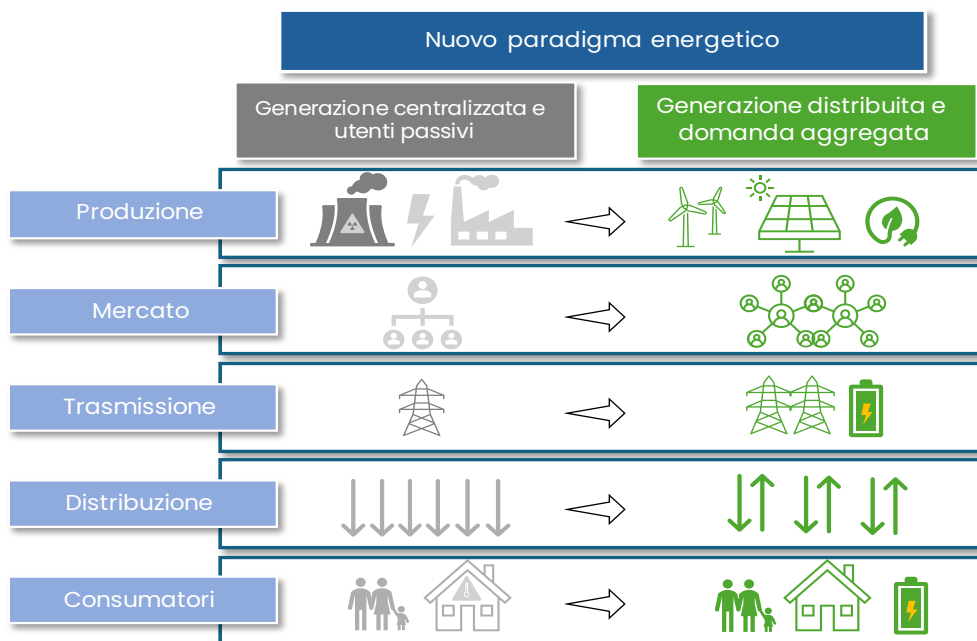 Nuovo paradigma energetico
Generazione centralizzata e
utenti passivi
Generazione distribuita e
domanda aggregata
Produzione
Mercato
Trasmissione
Distribuzione
Consumatori